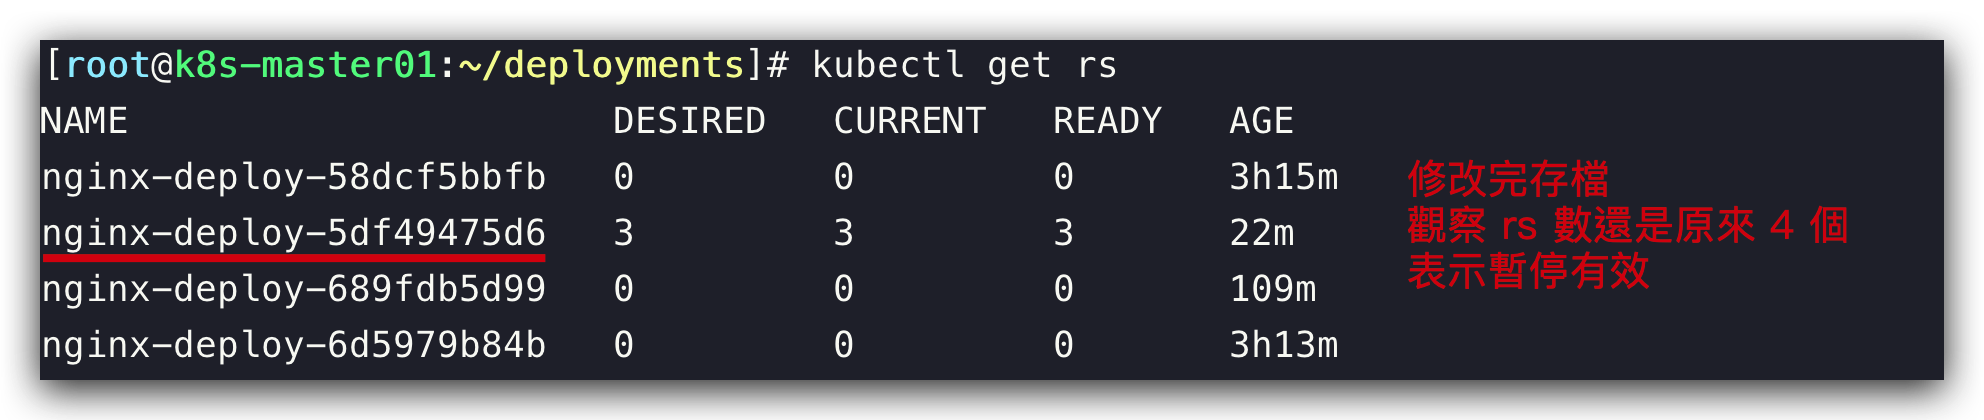 [root@k8s-master01:~/deployments]# kubectl get rs
NAME DESIRED CURRENT READY AGE
nginx-deploy-58dcf5bbfb 0 0 0 3h15m
nginx-deploy-5df49475d6 3 3 3 22m
nginx-deploy-689fdb5d99 0 0 0 109m
nginx-deploy-6d5979b84b 0 0 0 3h13m
修改完存檔
觀察 rs 數還是原來 4 個
表示暫停有效